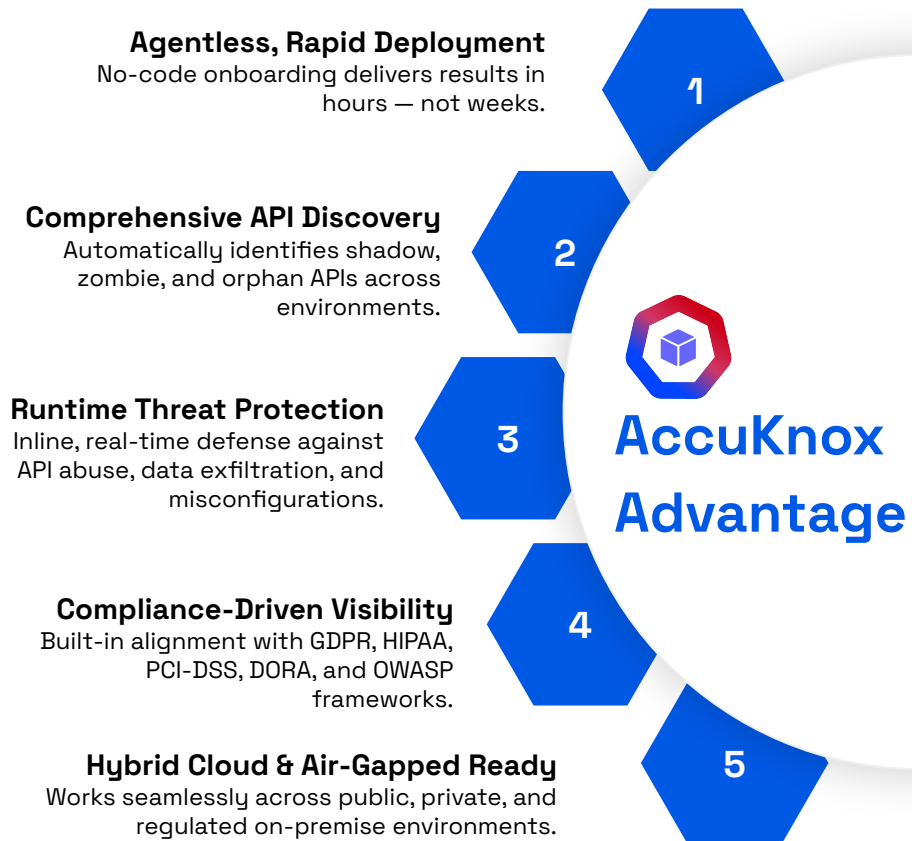 Agentless, Rapid Deployment
No-code onboarding delivers results in
hours — not weeks.
1
Comprehensive API Discovery
Automatically identifies shadow,
zombie, and orphan APIs across
environments.
2
Runtime Threat Protection
Inline, real-time defense against
API abuse, data exfiltration, and
misconfigurations.
3
AccuKnox
Advantage
Compliance-Driven Visibility
Built-in alignment with GDPR, HIPAA,
PCI-DSS, DORA, and OWASP
frameworks.
4
Hybrid Cloud & Air-Gapped Ready
Works seamlessly across public, private, and
regulated on-premise environments.
5